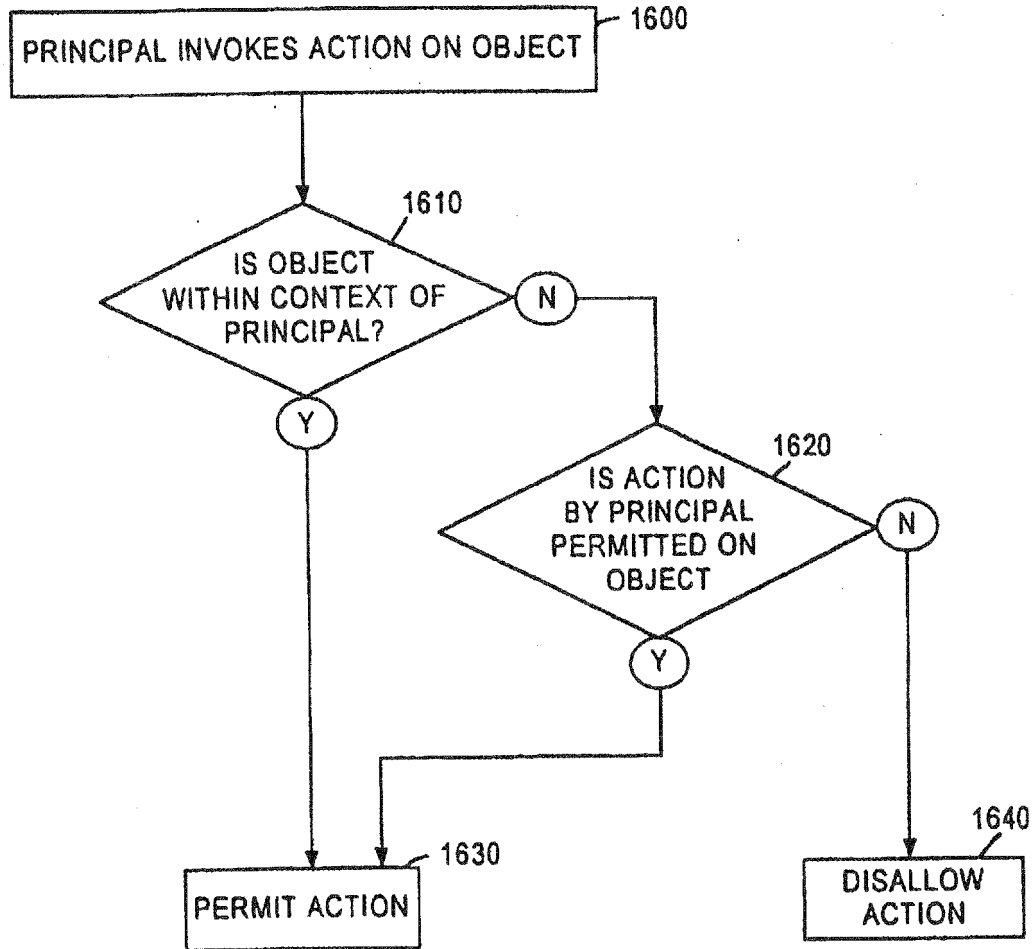 1600
PRINCIPAL INVOKES ACTION ON OBJECT
1610
IS OBJECT
WITHIN CONTEXT OF
PRINCIPAL?
N
Y
1620
IS ACTION
BY PRINCIPAL
PERMITTED ON
OBJECT
N
Y
1630
PERMIT ACTION
1640
DISALLOW
ACTION